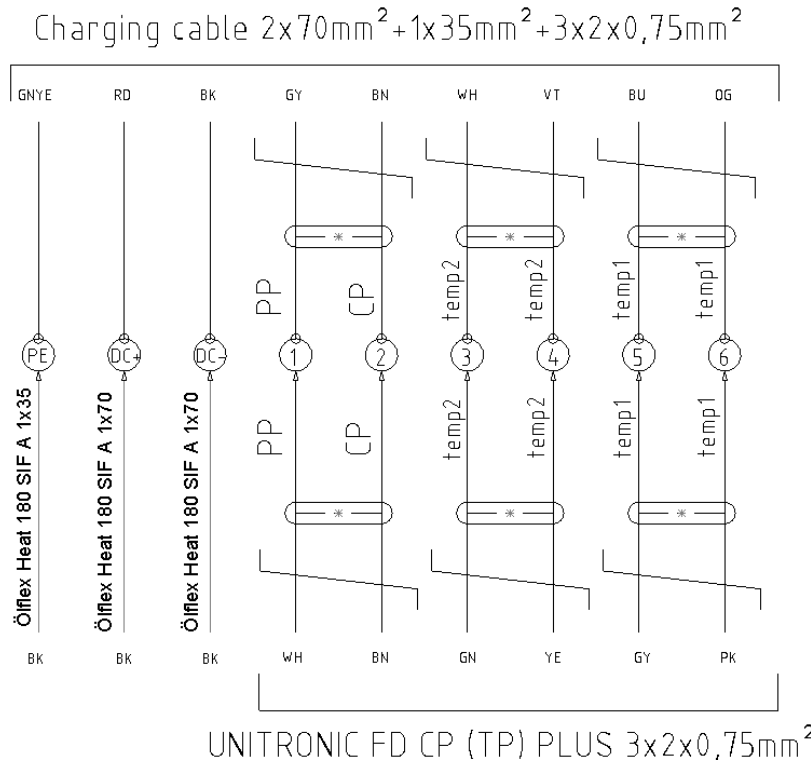 Charging cable 2x70mm²+1x35mm²+3x2x0,75mm²
GNYE RD BK GY BN WH VT BU OG
PP CP temp2 temp2 temp1 temp1
PE DC+ DC- 1 2 3 4 5 6
Ölflex Heat 180 SIF A 1x35
Ölflex Heat 180 SIF A 1x70
Ölflex Heat 180 SIF A 1x70
PP CP temp2 temp2 temp1 temp1
BK BK BK WH BN GN YE GY PK
UNITRONIC FD CP (TP) PLUS 3x2x0,75mm²